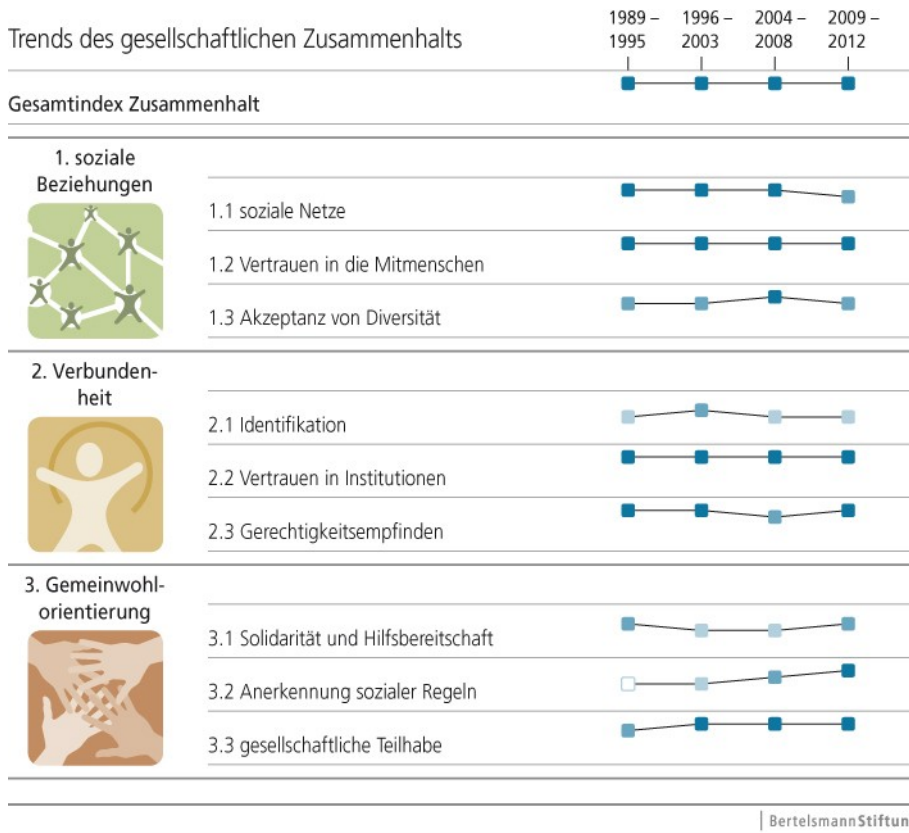 Trends des gesellschaftlichen Zusammenhalts
1989 – 1995
1996 – 2003
2004 – 2008
2009 – 2012
Gesamtindex Zusammenhalt
1. soziale
Beziehungen
1.1 soziale Netze
1.2 Vertrauen in die Mitmenschen
1.3 Akzeptanz von Diversität
2. Verbunden-
heit
2.1 Identifikation
2.2 Vertrauen in Institutionen
2.3 Gerechtigkeitsempfinden
3. Gemeinwohl-
orientierung
3.1 Solidarität und Hilfsbereitschaft
3.2 Anerkennung sozialer Regeln
3.3 gesellschaftliche Teilhabe
BertelsmannStiftun